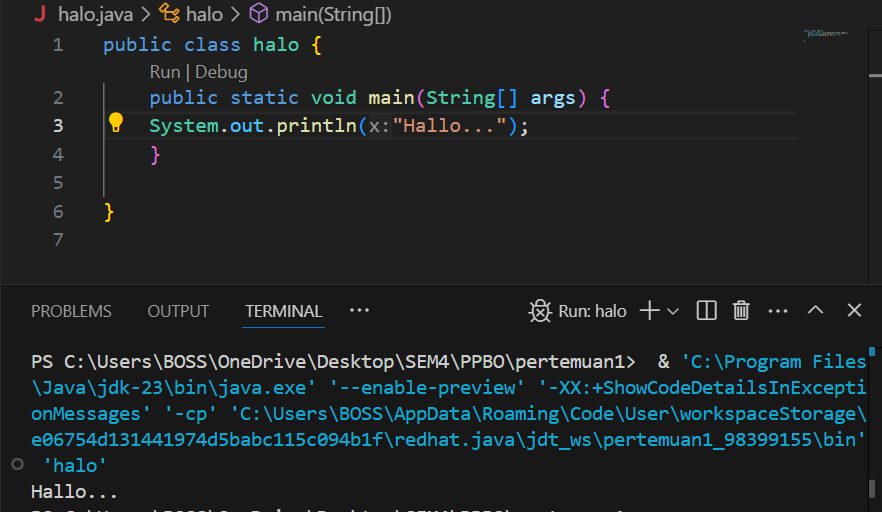 halo.java > halo > main(String[])
1 public class halo {
Run | Debug
2 public static void main(String[] args) {
3 System.out.println(x:"Hallo...");
4 }
5
6 }
7
PROBLEMS OUTPUT TERMINAL ... Run: halo
PS C:\Users\BOSS\OneDrive\Desktop\SEM4\PPBO\pertemuan1> & 'C:\Program Files
\Java\jdk-23\bin\java.exe' '--enable-preview' '-XX:+ShowCodeDetailsInExcepti
onMessages' '-cp' 'C:\Users\BOSS\AppData\Roaming\Code\User\workspaceStorage\
e06754d131441974d5babc115c094b1f\redhat.java\jdt_ws\pertemuan1_98399155\bin'
'halo'
Hallo...